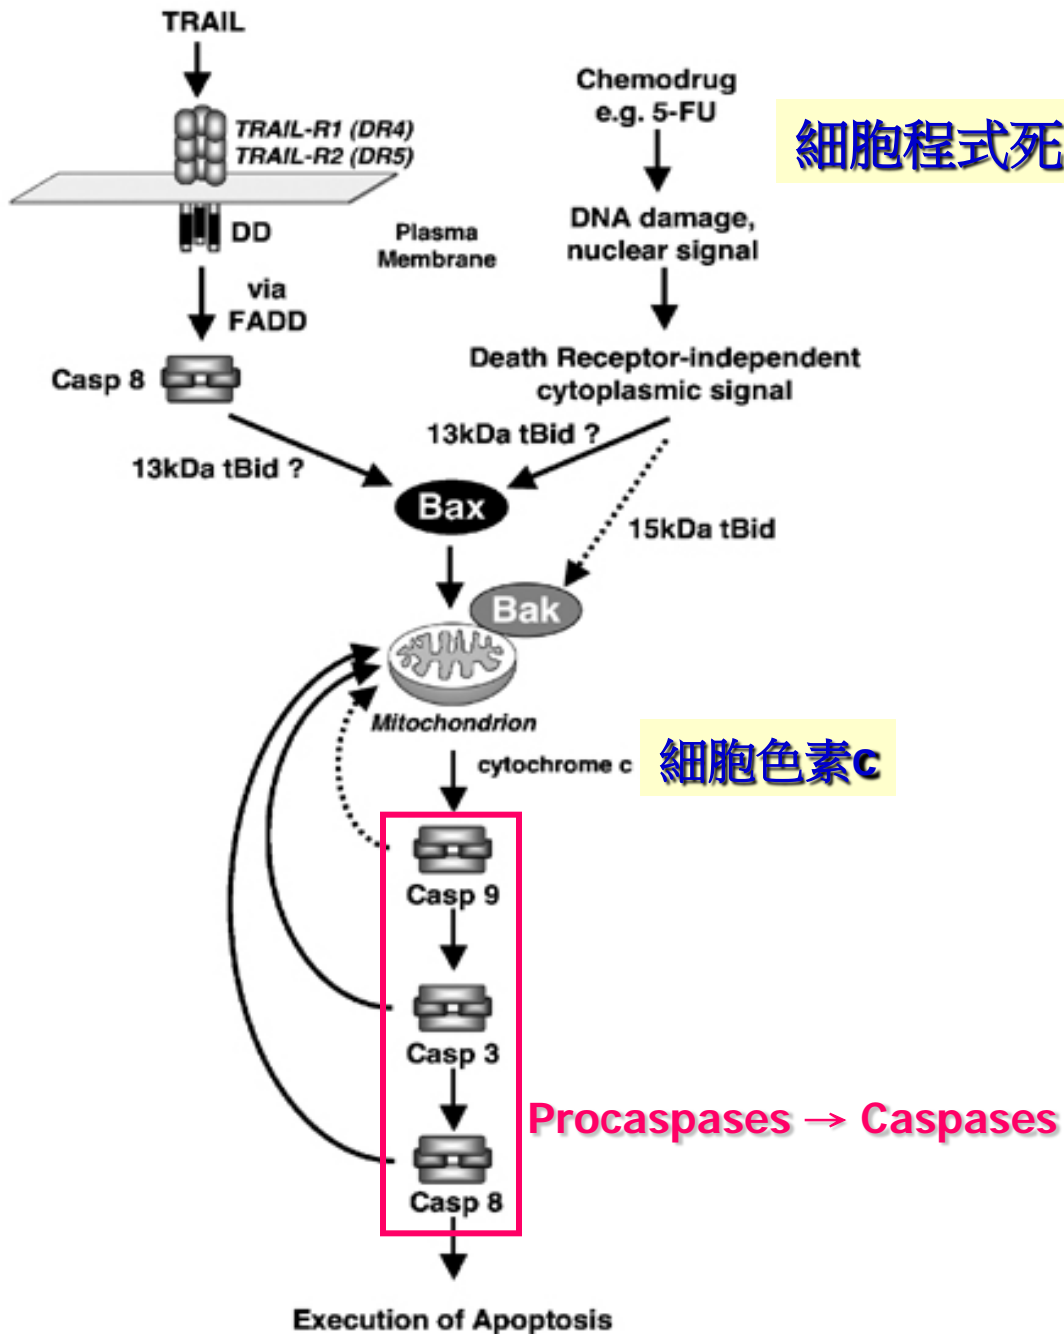 TRAIL
TRAIL-R1 (DR4)
TRAIL-R2 (DR5)
DD
Plasma
Membrane
via
FADD
Casp 8
13kDa tBid ?
Chemodrug
e.g. 5-FU
細胞程式死
DNA damage,
nuclear signal
Death Receptor-independent
cytoplasmic signal
13kDa tBid ?
15kDa tBid
Bax
Bak
Mitochondrion
cytochrome c
細胞色素c
Casp 9
Casp 3
Procaspases → Caspases
Casp 8
Execution of Apoptosis